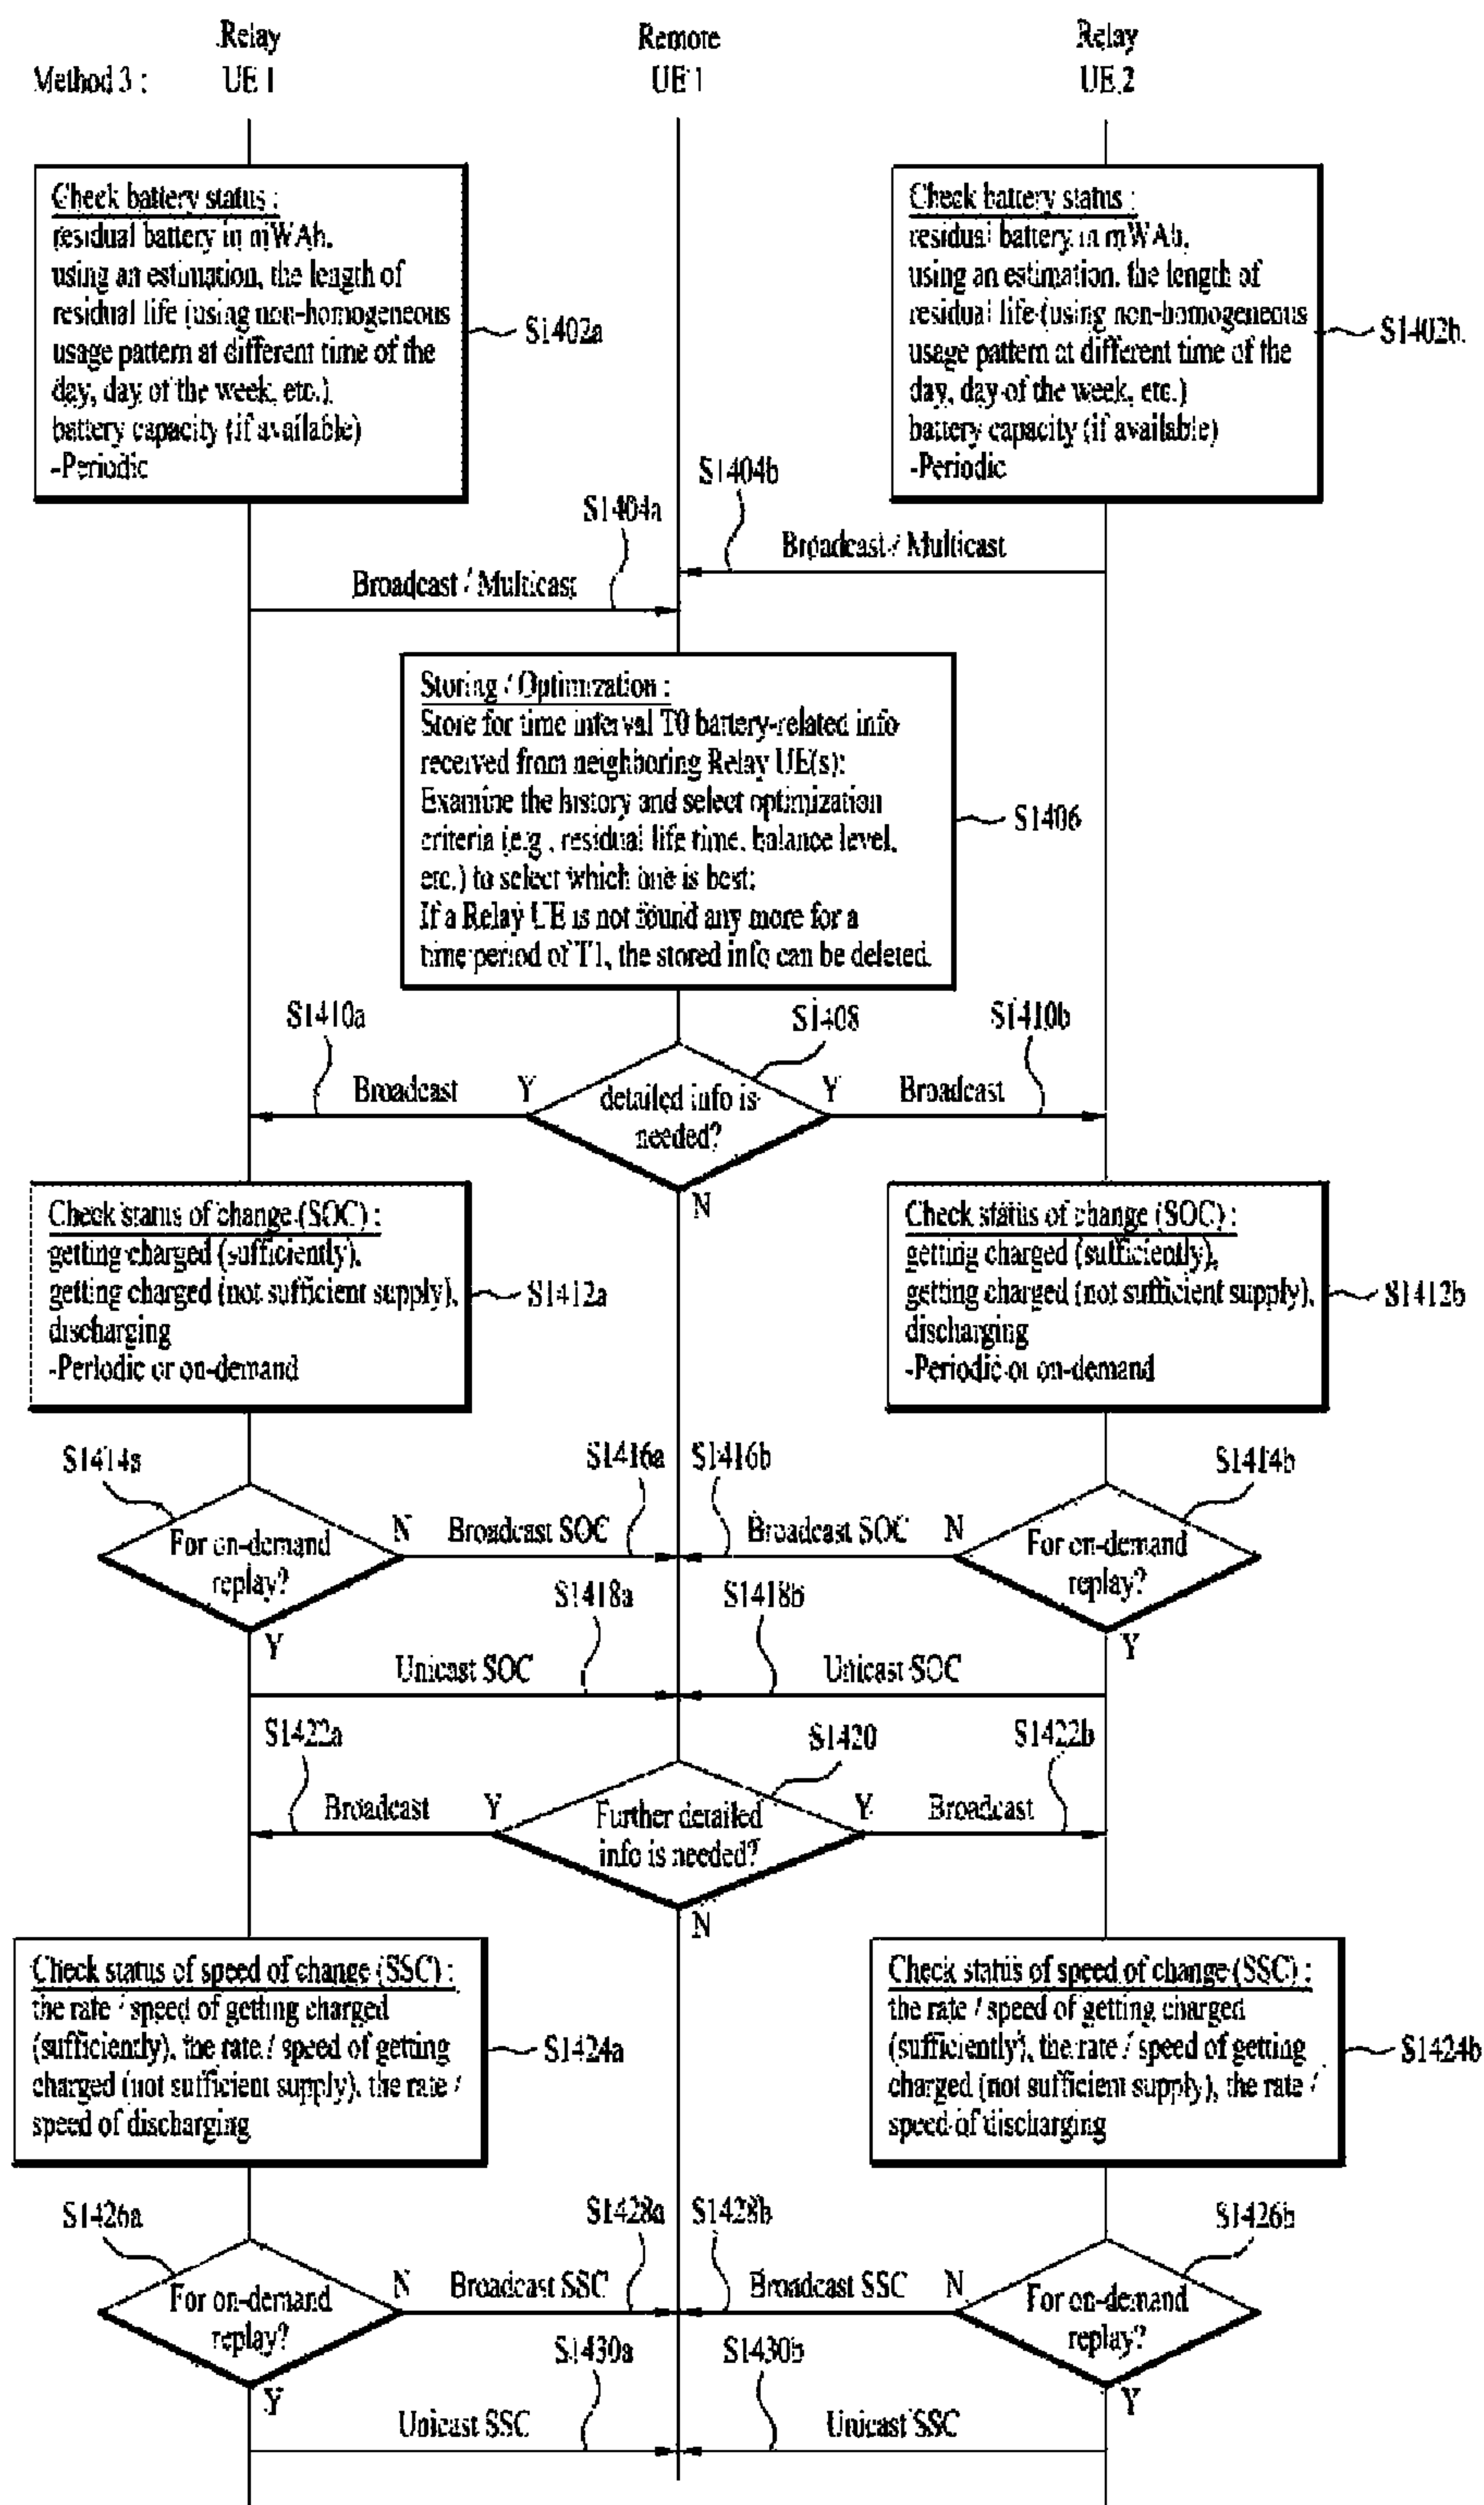 Method 3 :
Relay
UE 1
Remote
UE 1
Relay
UE 2
Check battery status :
residual battery in mWAh,
using an estimation, the length of
residual life (using non-homogeneous
usage pattern at different time of the
day, day of the week, etc.)
battery capacity (if available)
-Periodic
S1402a
Check battery status :
residual battery in mWAh,
using an estimation, the length of
residual life (using non-homogeneous
usage pattern at different time of the
day, day of the week, etc.)
battery capacity (if available)
-Periodic
S1402b
S1404b
Broadcast / Multicast
S1404a
Broadcast / Multicast
Storing / Optimization :
Store for time interval T0 battery-related info
received from neighboring Relay UE(s);
Examine the history and select optimization
criteria (e.g., residual life time, balance level,
etc.) to select which one is best;
If a Relay UE is not found any more for a
time period of T1, the stored info can be deleted.
S1406
S1410a
S1408
S1410b
Broadcast
Y
detailed info is
needed?
Y
Broadcast
N
Check status of change (SOC) :
getting charged (sufficiently),
getting charged (not sufficient supply),
discharging
-Periodic or on-demand
S1412a
Check status of change (SOC) :
getting charged (sufficiently),
getting charged (not sufficient supply),
discharging
-Periodic or on-demand
S1412b
S1414a
S1416a
S1416b
S1414b
For on-demand
replay?
N
Broadcast SOC
Broadcast SOC
N
For on-demand
replay?
S1418a
S1418b
Y
Unicast SOC
Unicast SOC
Y
S1422a
S1420
S1422b
Broadcast
Y
Further detailed
info is needed?
Y
Broadcast
N
Check status of speed of change (SSC) :
the rate / speed of getting charged
(sufficiently), the rate / speed of getting
charged (not sufficient supply), the rate /
speed of discharging
S1424a
Check status of speed of change (SSC) :
the rate / speed of getting charged
(sufficiently), the rate / speed of getting
charged (not sufficient supply), the rate /
speed of discharging
S1424b
S1426a
S1428a
S1428b
S1426b
For on-demand
replay?
N
Broadcast SSC
Broadcast SSC
N
For on-demand
replay?
S1430a
S1430b
Y
Unicast SSC
Unicast SSC
Y